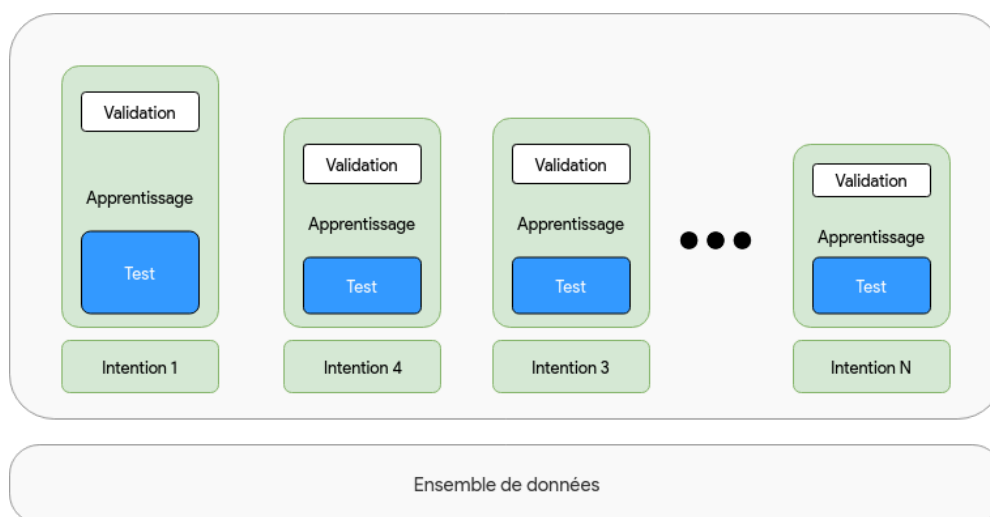 Validation
Apprentissage
Test
Intention 1
Validation
Apprentissage
Test
Intention 4
Validation
Apprentissage
Test
Intention 3
Validation
Apprentissage
Test
Intention N
Ensemble de données